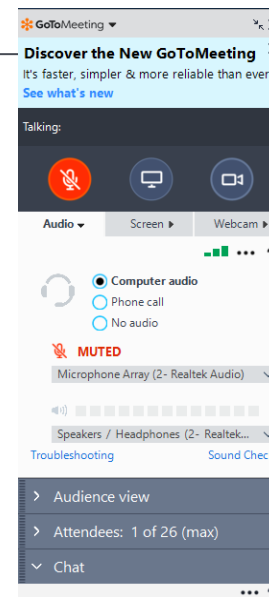 GoToMeeting
Discover the New GoToMeeting
It's faster, simpler & more reliable than ever
See what's new
Talking:
Audio Screen Webcam
Computer audio
Phone call
No audio
MUTED
Microphone Array (2- Realtek Audio)
Speakers / Headphones (2- Realtek...
Troubleshooting Sound Chec
Audience view
Attendees: 1 of 26 (max)
Chat